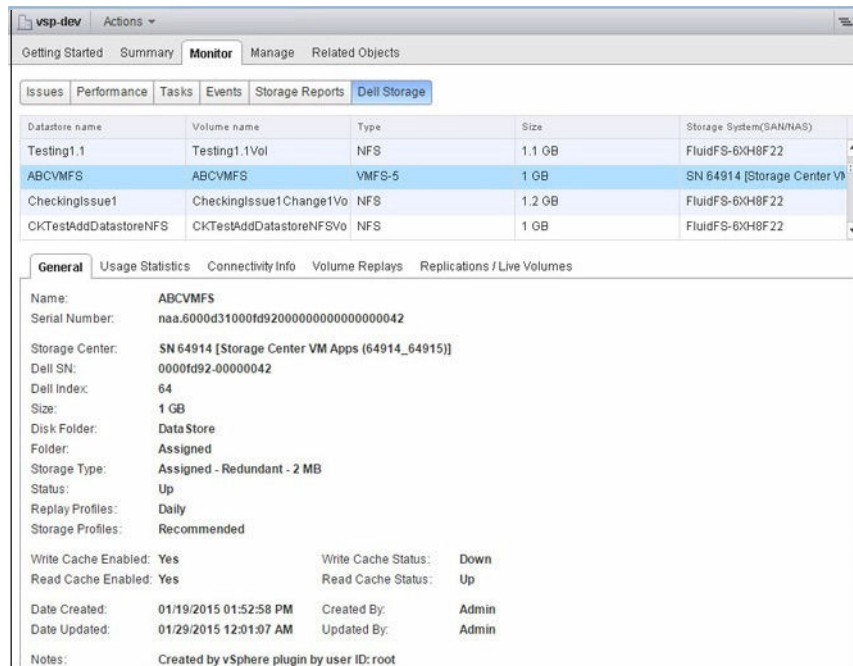 vsp-dev Actions
Getting Started Summary Monitor Manage Related Objects
Issues Performance Tasks Events Storage Reports Dell Storage
Datastore name Volume name Type Size Storage System(SAN/NAS)
Testing1.1 Testing1.1Vol NFS 1.1 GB FluidFS-6XH8F22
ABCVMFS ABCVMFS VMFS-5 1 GB SN 64914 [Storage Center VM
CheckingIssue1 CheckingIssue1Change1Vo NFS 1.2 GB FluidFS-6XH8F22
CKTestAddDatastoreNFS CKTestAddDatastoreNFSVo NFS 1 GB FluidFS-6XH8F22
General Usage Statistics Connectivity Info Volume Replays Replications / Live Volumes
Name: ABCVMFS
Serial Number: naa.6000d31000fd92000000000000000042
Storage Center: SN 64914 [Storage Center VM Apps (64914_64915)]
Dell SN: 0000fd92-00000042
Dell Index: 64
Size: 1 GB
Disk Folder: DataStore
Folder: Assigned
Storage Type: Assigned - Redundant - 2 MB
Status: Up
Replay Profiles: Daily
Storage Profiles: Recommended
Write Cache Enabled: Yes Write Cache Status: Down
Read Cache Enabled: Yes Read Cache Status: Up
Date Created: 01/19/2015 01:52:58 PM Created By: Admin
Date Updated: 01/29/2015 12:01:07 AM Updated By: Admin
Notes: Created by vSphere plugin by user ID: root